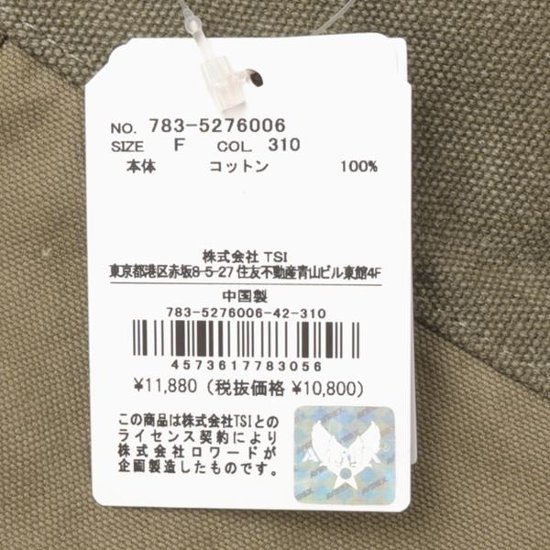 NO. 783-5276006
SIZE F COL. 310
本体 コットン 100%
株式会社 TSI
東京都港区赤坂8-5-27 住友不動産青山ビル東館4F
中国製
783-5276006-42-310
4573617783056
¥11,880 (税抜価格 ¥10,800)
この商品は株式会社TSIとの
ライセンス契約により
株式会社ロワードが
企画製造したものです。